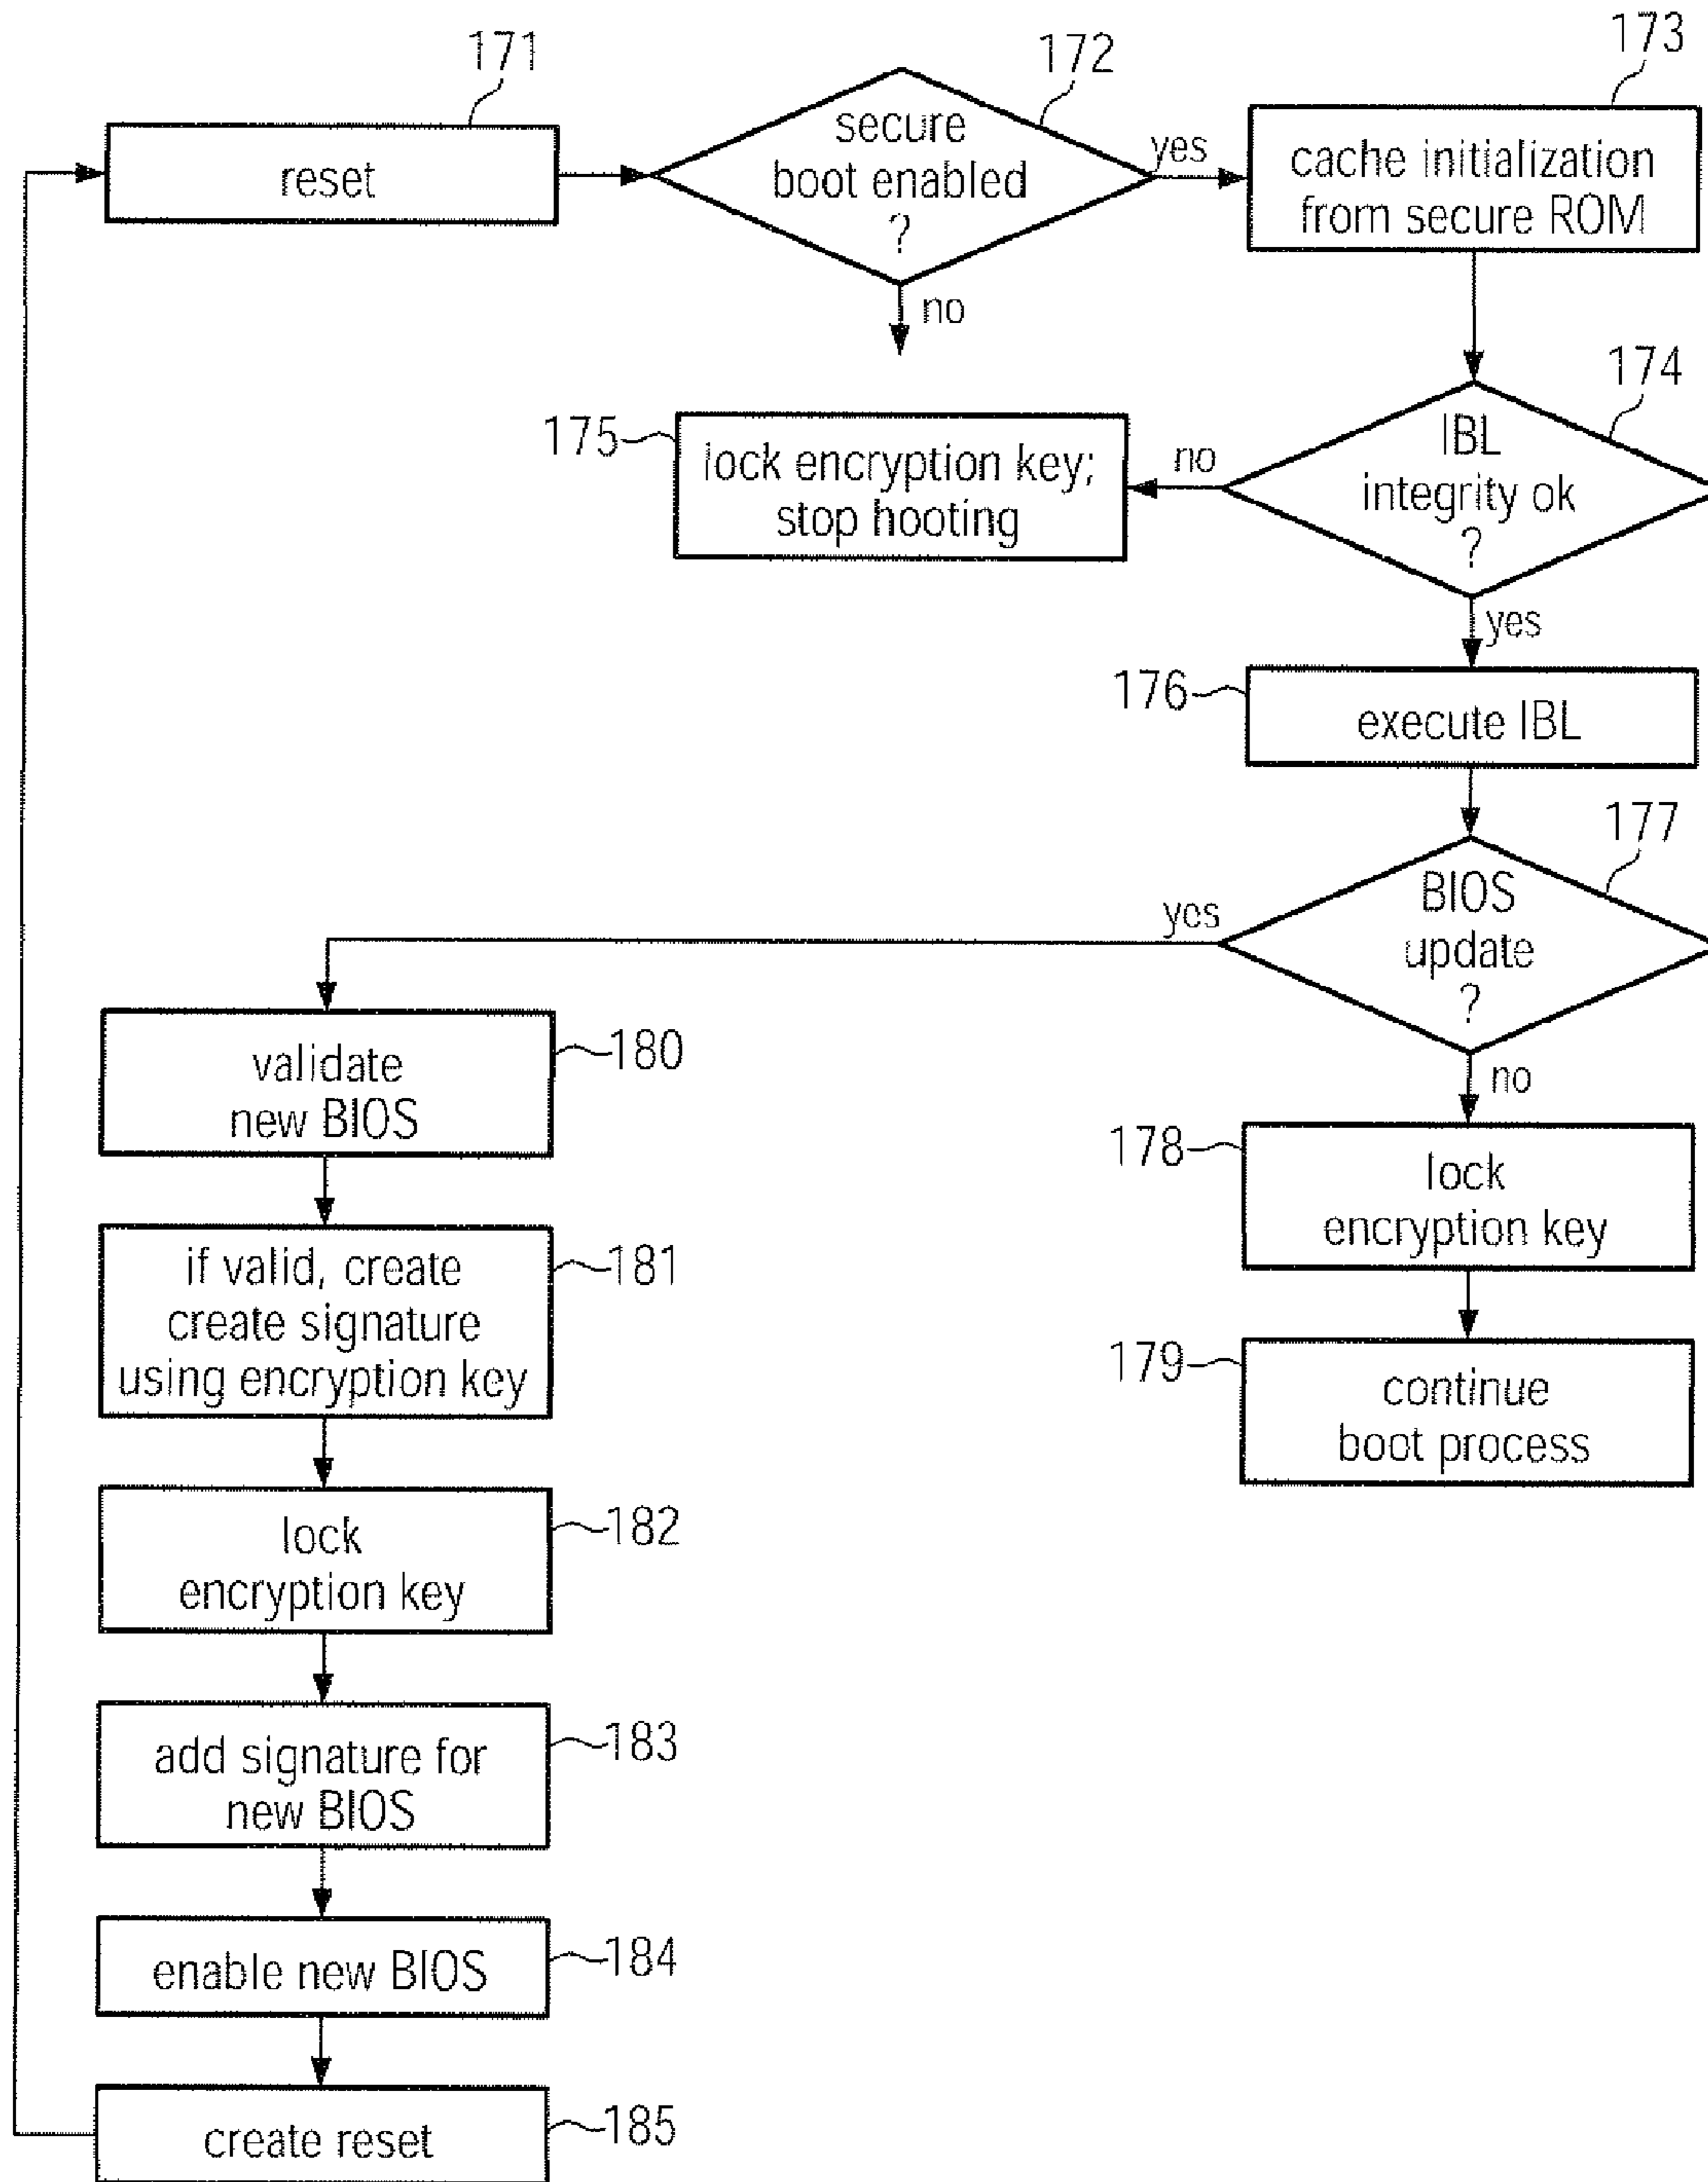 171
reset
172
secure
boot enabled
?
yes
no
173
cache initialization
from secure ROM
174
IBL
integrity ok
?
no
yes
175
lock encryption key;
stop hooting
176
execute IBL
177
BIOS
update
?
yes
no
178
lock
encryption key
179
continue
boot process
180
validate
new BIOS
181
if valid, create
create signature
using encryption key
182
lock
encryption key
183
add signature for
new BIOS
184
enable new BIOS
185
create reset